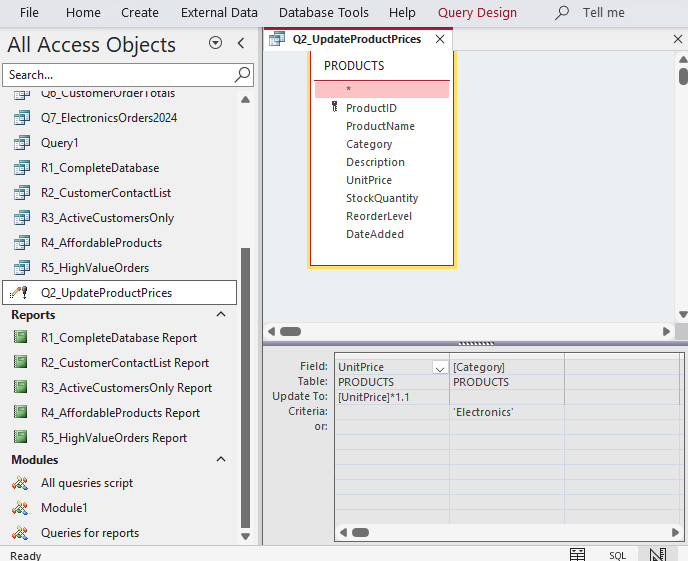 File Home Create External Data Database Tools Help Query Design Tell me
All Access Objects
Search...
Q6_CustomerOrderTotals
Q7_ElectronicsOrders2024
Query1
R1_CompleteDatabase
R2_CustomerContactList
R3_ActiveCustomersOnly
R4_AffordableProducts
R5_HighValueOrders
Q2_UpdateProductPrices
Reports
R1_CompleteDatabase Report
R2_CustomerContactList Report
R3_ActiveCustomersOnly Report
R4_AffordableProducts Report
R5_HighValueOrders Report
Modules
All quesries script
Module1
Queries for reports
Q2_UpdateProductPrices
PRODUCTS
*
ProductID
ProductName
Category
Description
UnitPrice
StockQuantity
ReorderLevel
DateAdded
Field: UnitPrice [Category]
Table: PRODUCTS PRODUCTS
Update To: [UnitPrice]*1.1
Criteria: 'Electronics'
or:
Ready SQL